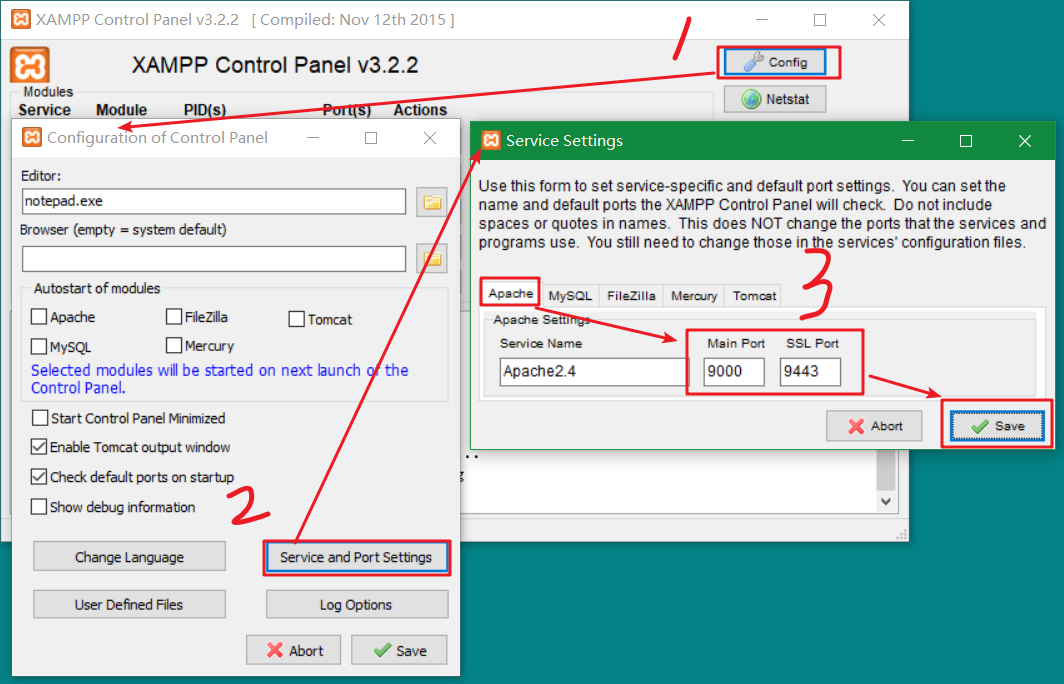 XAMPP Control Panel v3.2.2 [ Compiled: Nov 12th 2015 ]
1
XAMPP Control Panel v3.2.2
Config
Netstat
Modules
Service Module PID(s) Port(s) Actions
Configuration of Control Panel
Editor:
notepad.exe
Browser (empty = system default)
Autostart of modules
Apache FileZilla Tomcat
MySQL Mercury
Selected modules will be started on next launch of the
Control Panel.
Start Control Panel Minimized
Enable Tomcat output window
Check default ports on startup
Show debug information
2
Change Language Service and Port Settings
User Defined Files Log Options
Abort Save
Service Settings
Use this form to set service-specific and default port settings. You can set the
name and default ports the XAMPP Control Panel will check. Do not include
spaces or quotes in names. This does NOT change the ports that the services and
programs use. You still need to change those in the services' configuration files.
3
Apache MySQL FileZilla Mercury Tomcat
Apache Settings
Service Name Main Port SSL Port
Apache2.4 9000 9443
Abort Save